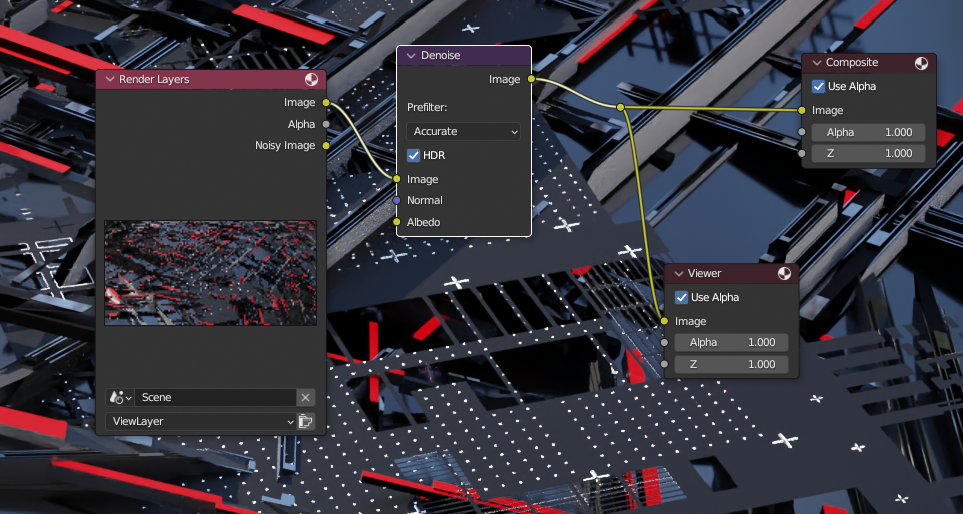 Render Layers
Image
Alpha
Noisy Image
Scene
ViewLayer
Denoise
Image
Prefilter:
Accurate
HDR
Image
Normal
Albedo
Composite
Use Alpha
Image
Alpha 1.000
Z 1.000
Viewer
Use Alpha
Image
Alpha 1.000
Z 1.000